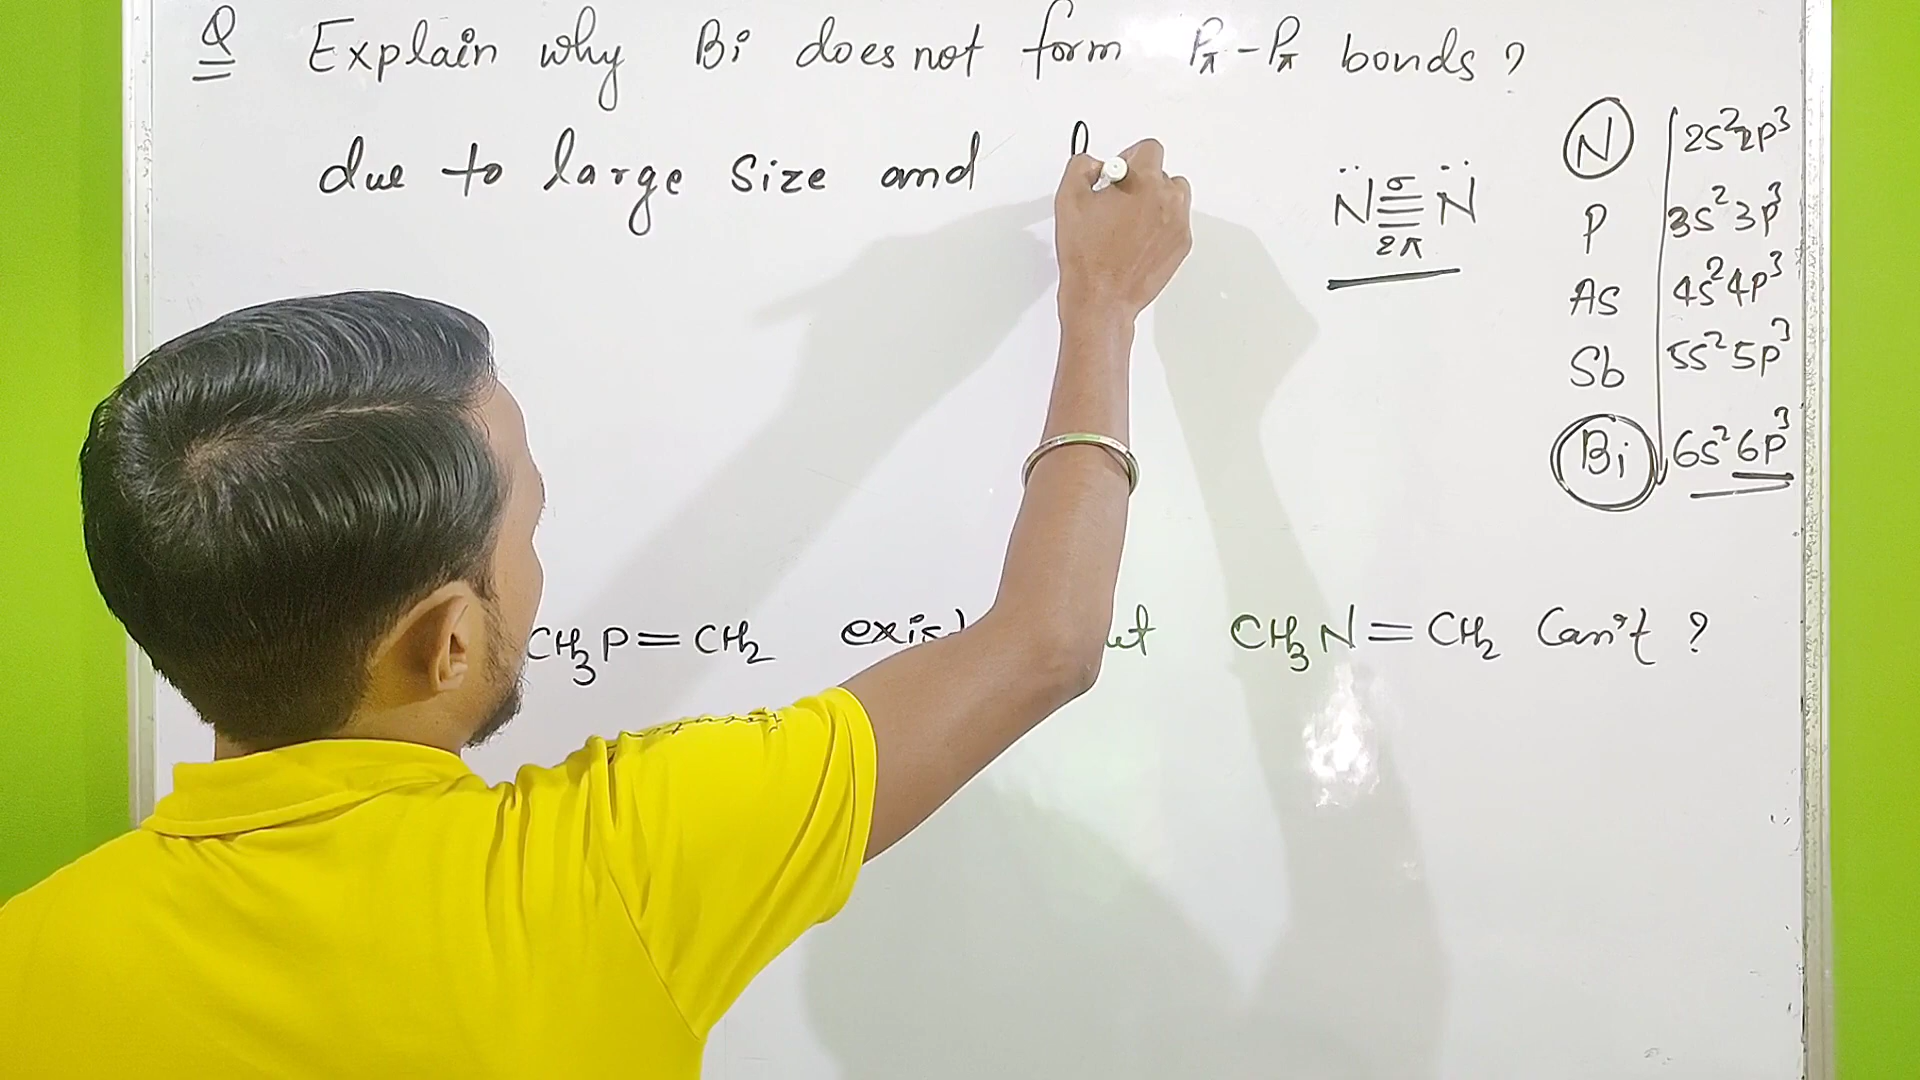 Q Explain why Bi does not form Pπ-Pπ bonds ?
due to large size and
N̈≡N̈
σ
2π
N 2s²2p³
P 3s²3p³
As 4s²4p³
Sb 5s²5p³
Bi 6s²6p³
CH₃P=CH₂ exist CH₃N=CH₂ Can't ?